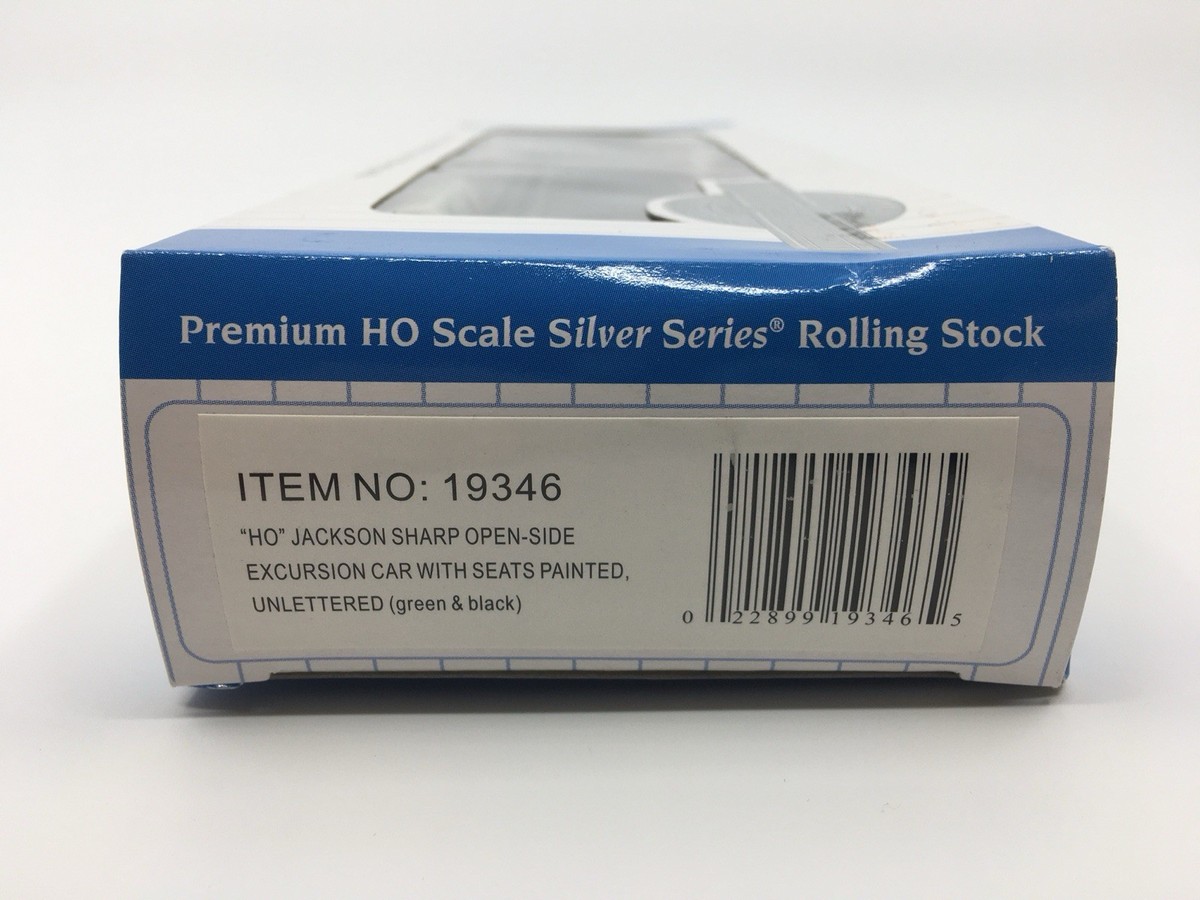 Premium HO Scale Silver Series® Rolling Stock
ITEM NO: 19346
“HO” JACKSON SHARP OPEN-SIDE
EXCURSION CAR WITH SEATS PAINTED,
UNLETTERED (green & black)
0 22899 19346 5